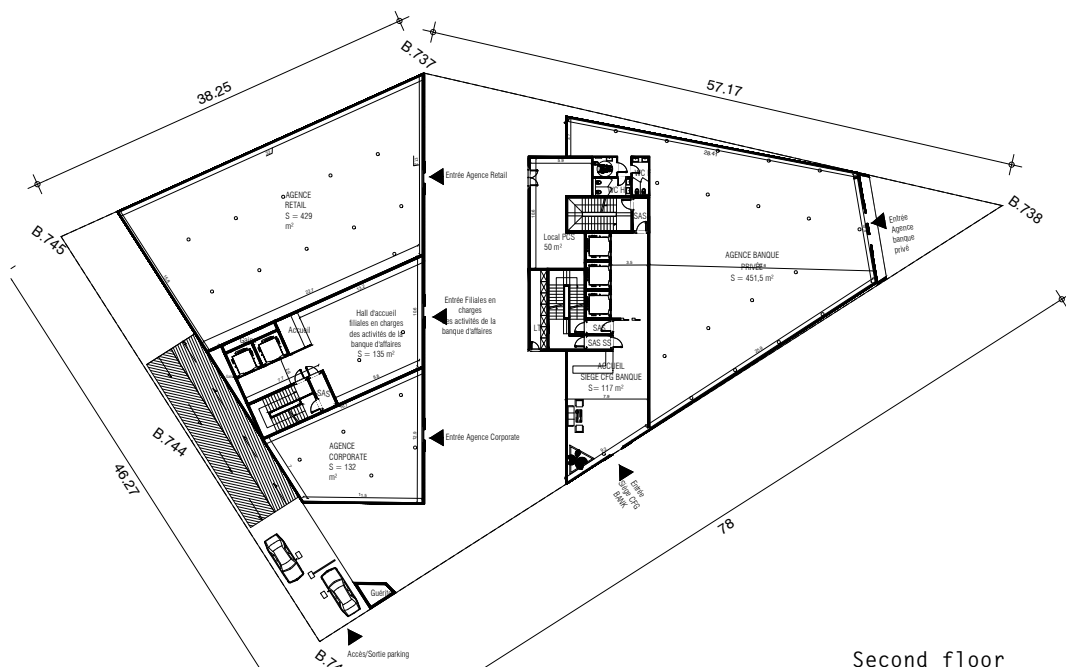 B.737
38.25
57.17
B.738
B.745
AGENCE
RETAIL
S = 429
m²
Entrée Agence Retail
WC H
WC
SAS
Local PCS
50 m²
AGENCE BANQUE
PRIVÉE
S = 451,5 m²
Entrée
Agence
banque
privé
Hall d'accueil
filiales en charges
des activités de la
banque d'affaires
S = 135 m²
Accueil
Entrée Filiales en
charges
des activités de la
banque d'affaires
SAS
SAS SS
ACCUEIL
SIEGE CFG BANQUE
S= 117 m²
7.9
SAS
AGENCE
CORPORATE
S = 132
m²
Entrée Agence Corporate
Entrée
Siège CFG
BANK
B.744
46.27
78
Guérite
Accès/Sortie parking
Second floor